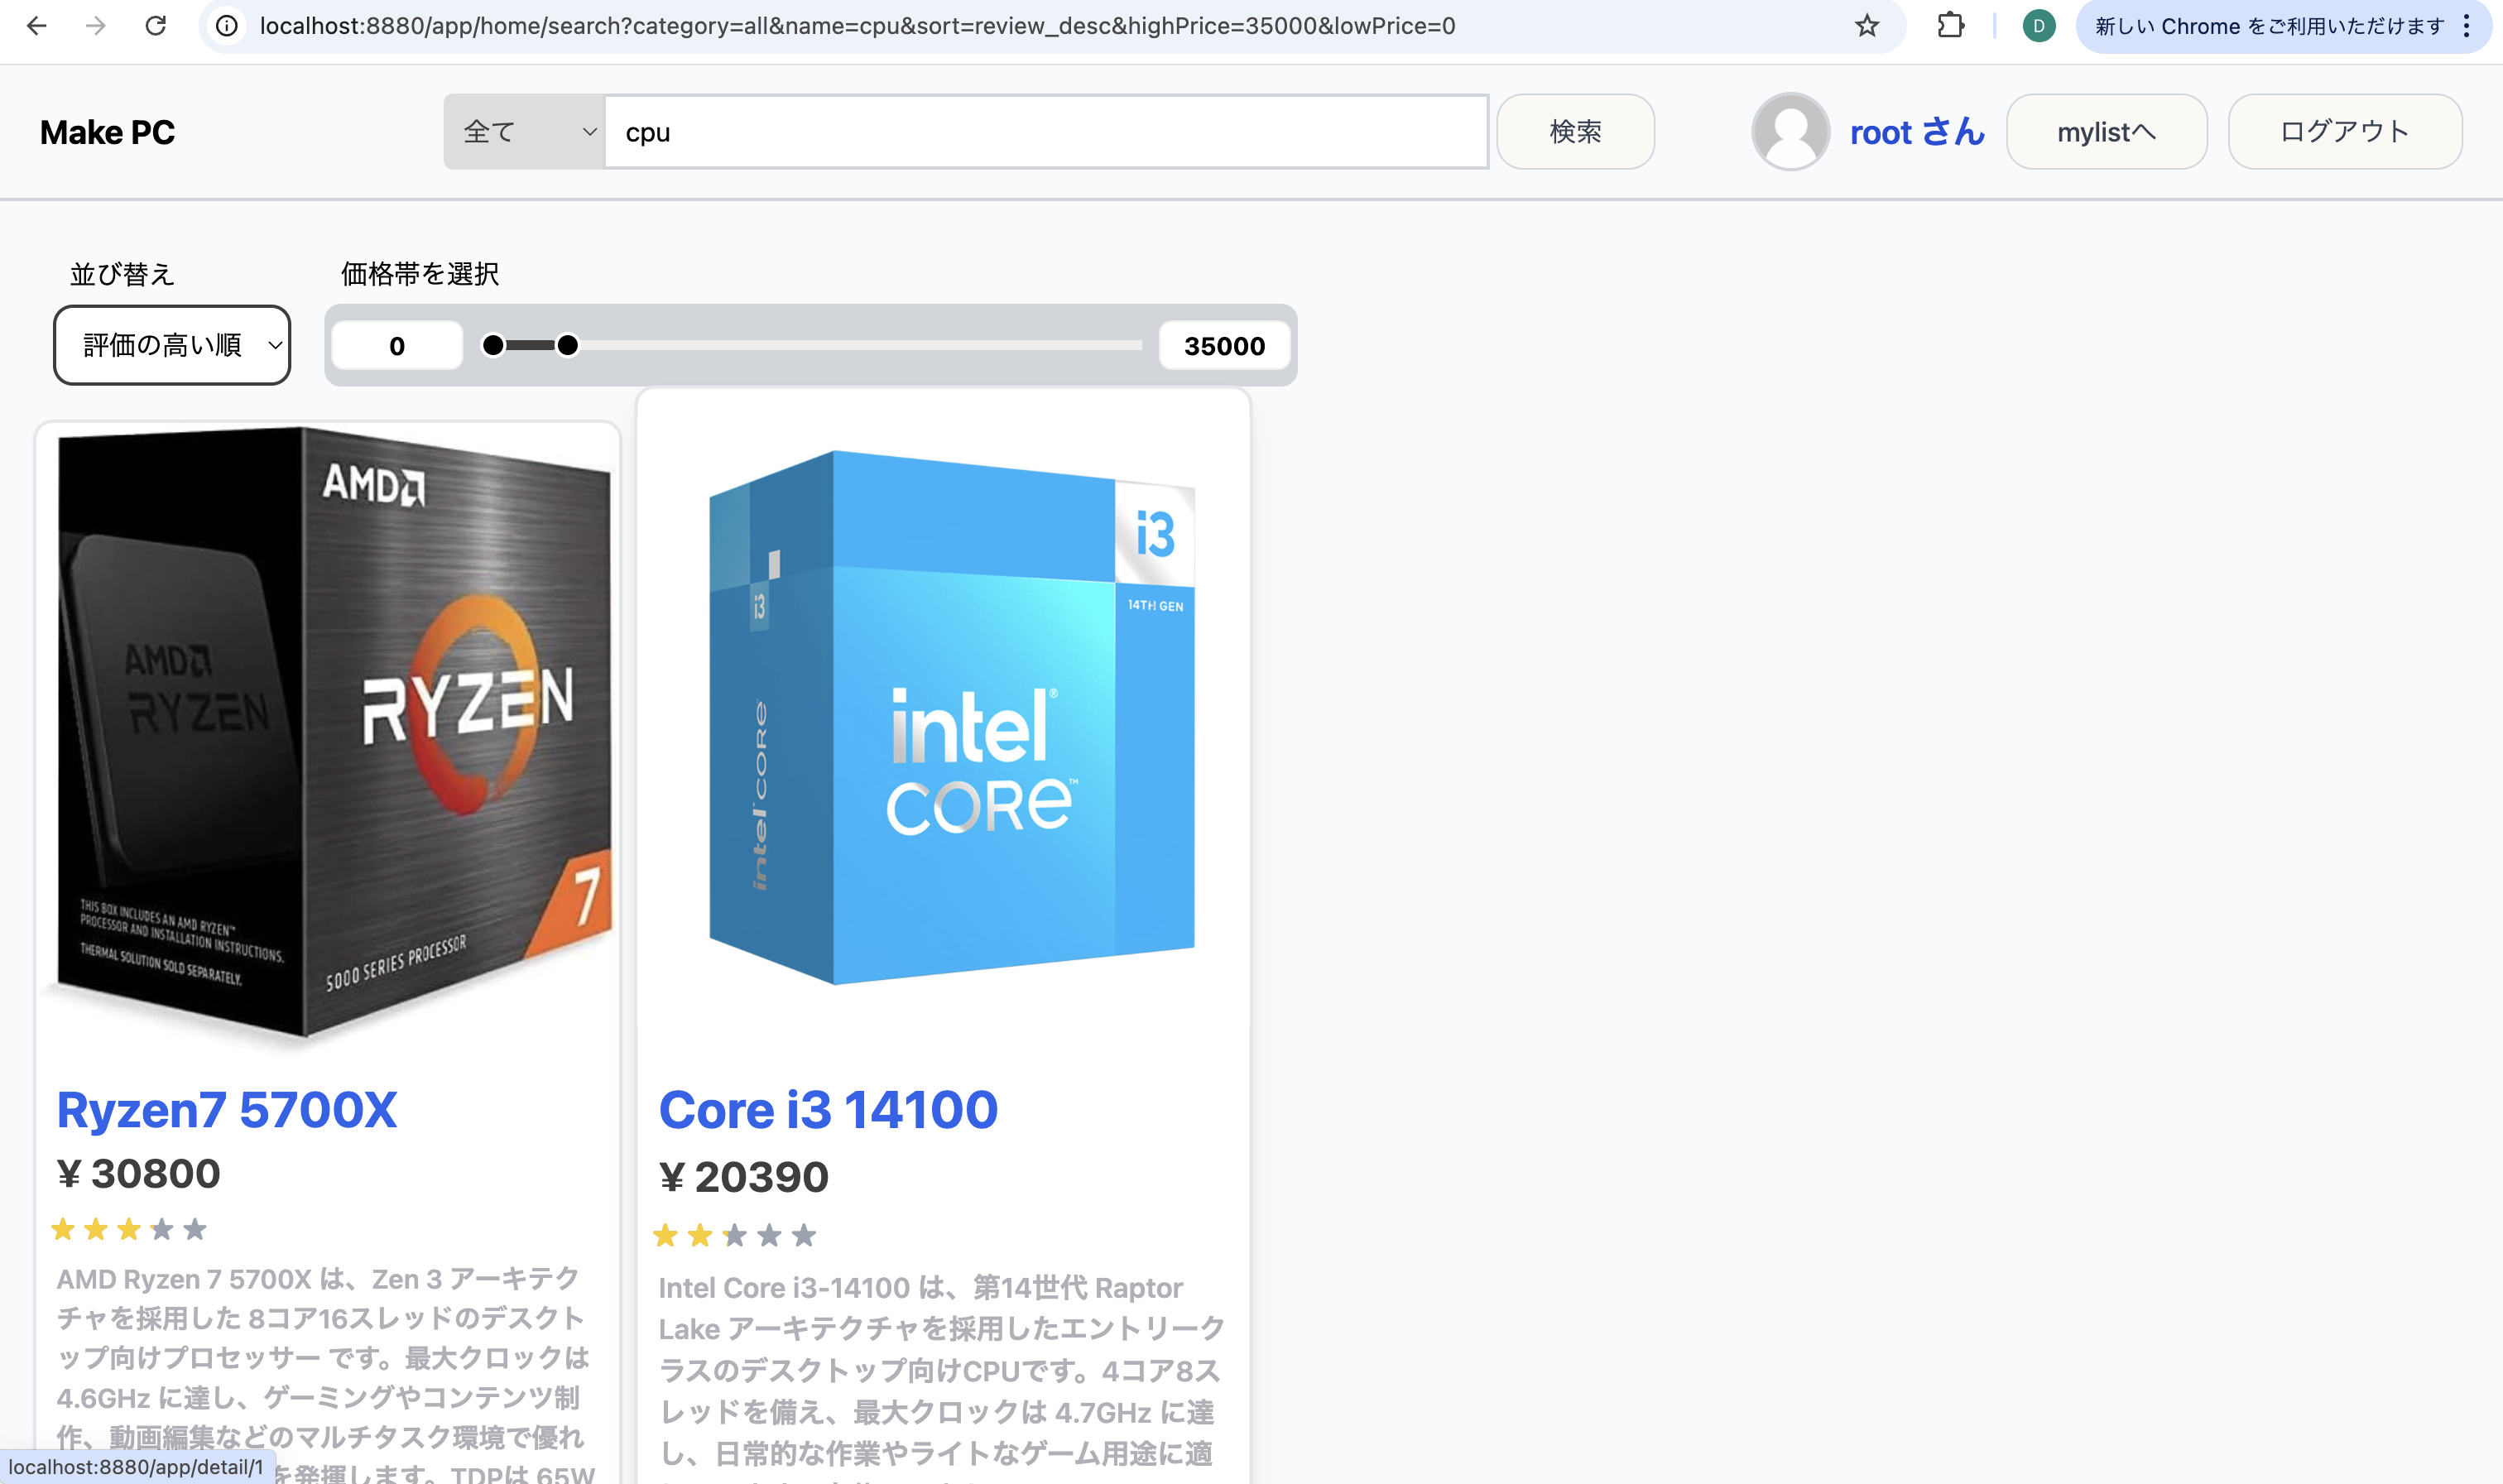 localhost:8880/app/home/search?category=all&name=cpu&sort=review_desc&highPrice=35000&lowPrice=0
D
新しい Chrome をご利用いただけます
Make PC
全て
cpu
検索
root さん
mylistへ
ログアウト
並び替え
価格帯を選択
評価の高い順
0
35000
AMD
AMD
RYZEN
RYZEN
THIS BOX INCLUDES AN AMD RYZEN™
PROCESSOR AND INSTALLATION INSTRUCTIONS.
THERMAL SOLUTION SOLD SEPARATELY.
5000 SERIES PROCESSOR
7
i3
i3
14TH GEN
intel CORE
intel®
CORE™
Ryzen7 5700X
¥ 30800
AMD Ryzen 7 5700X は、Zen 3 アーキテク
チャを採用した 8コア16スレッドのデスクト
ップ向けプロセッサー です。最大クロックは
4.6GHz に達し、ゲーミングやコンテンツ制
作、動画編集などのマルチタスク環境で優れ
を発揮します。TDPは 65W
Core i3 14100
¥ 20390
Intel Core i3-14100 は、第14世代 Raptor
Lake アーキテクチャを採用したエントリーク
ラスのデスクトップ向けCPUです。4コア8ス
レッドを備え、最大クロックは 4.7GHz に達
し、日常的な作業やライトなゲーム用途に適
localhost:8880/app/detail/1